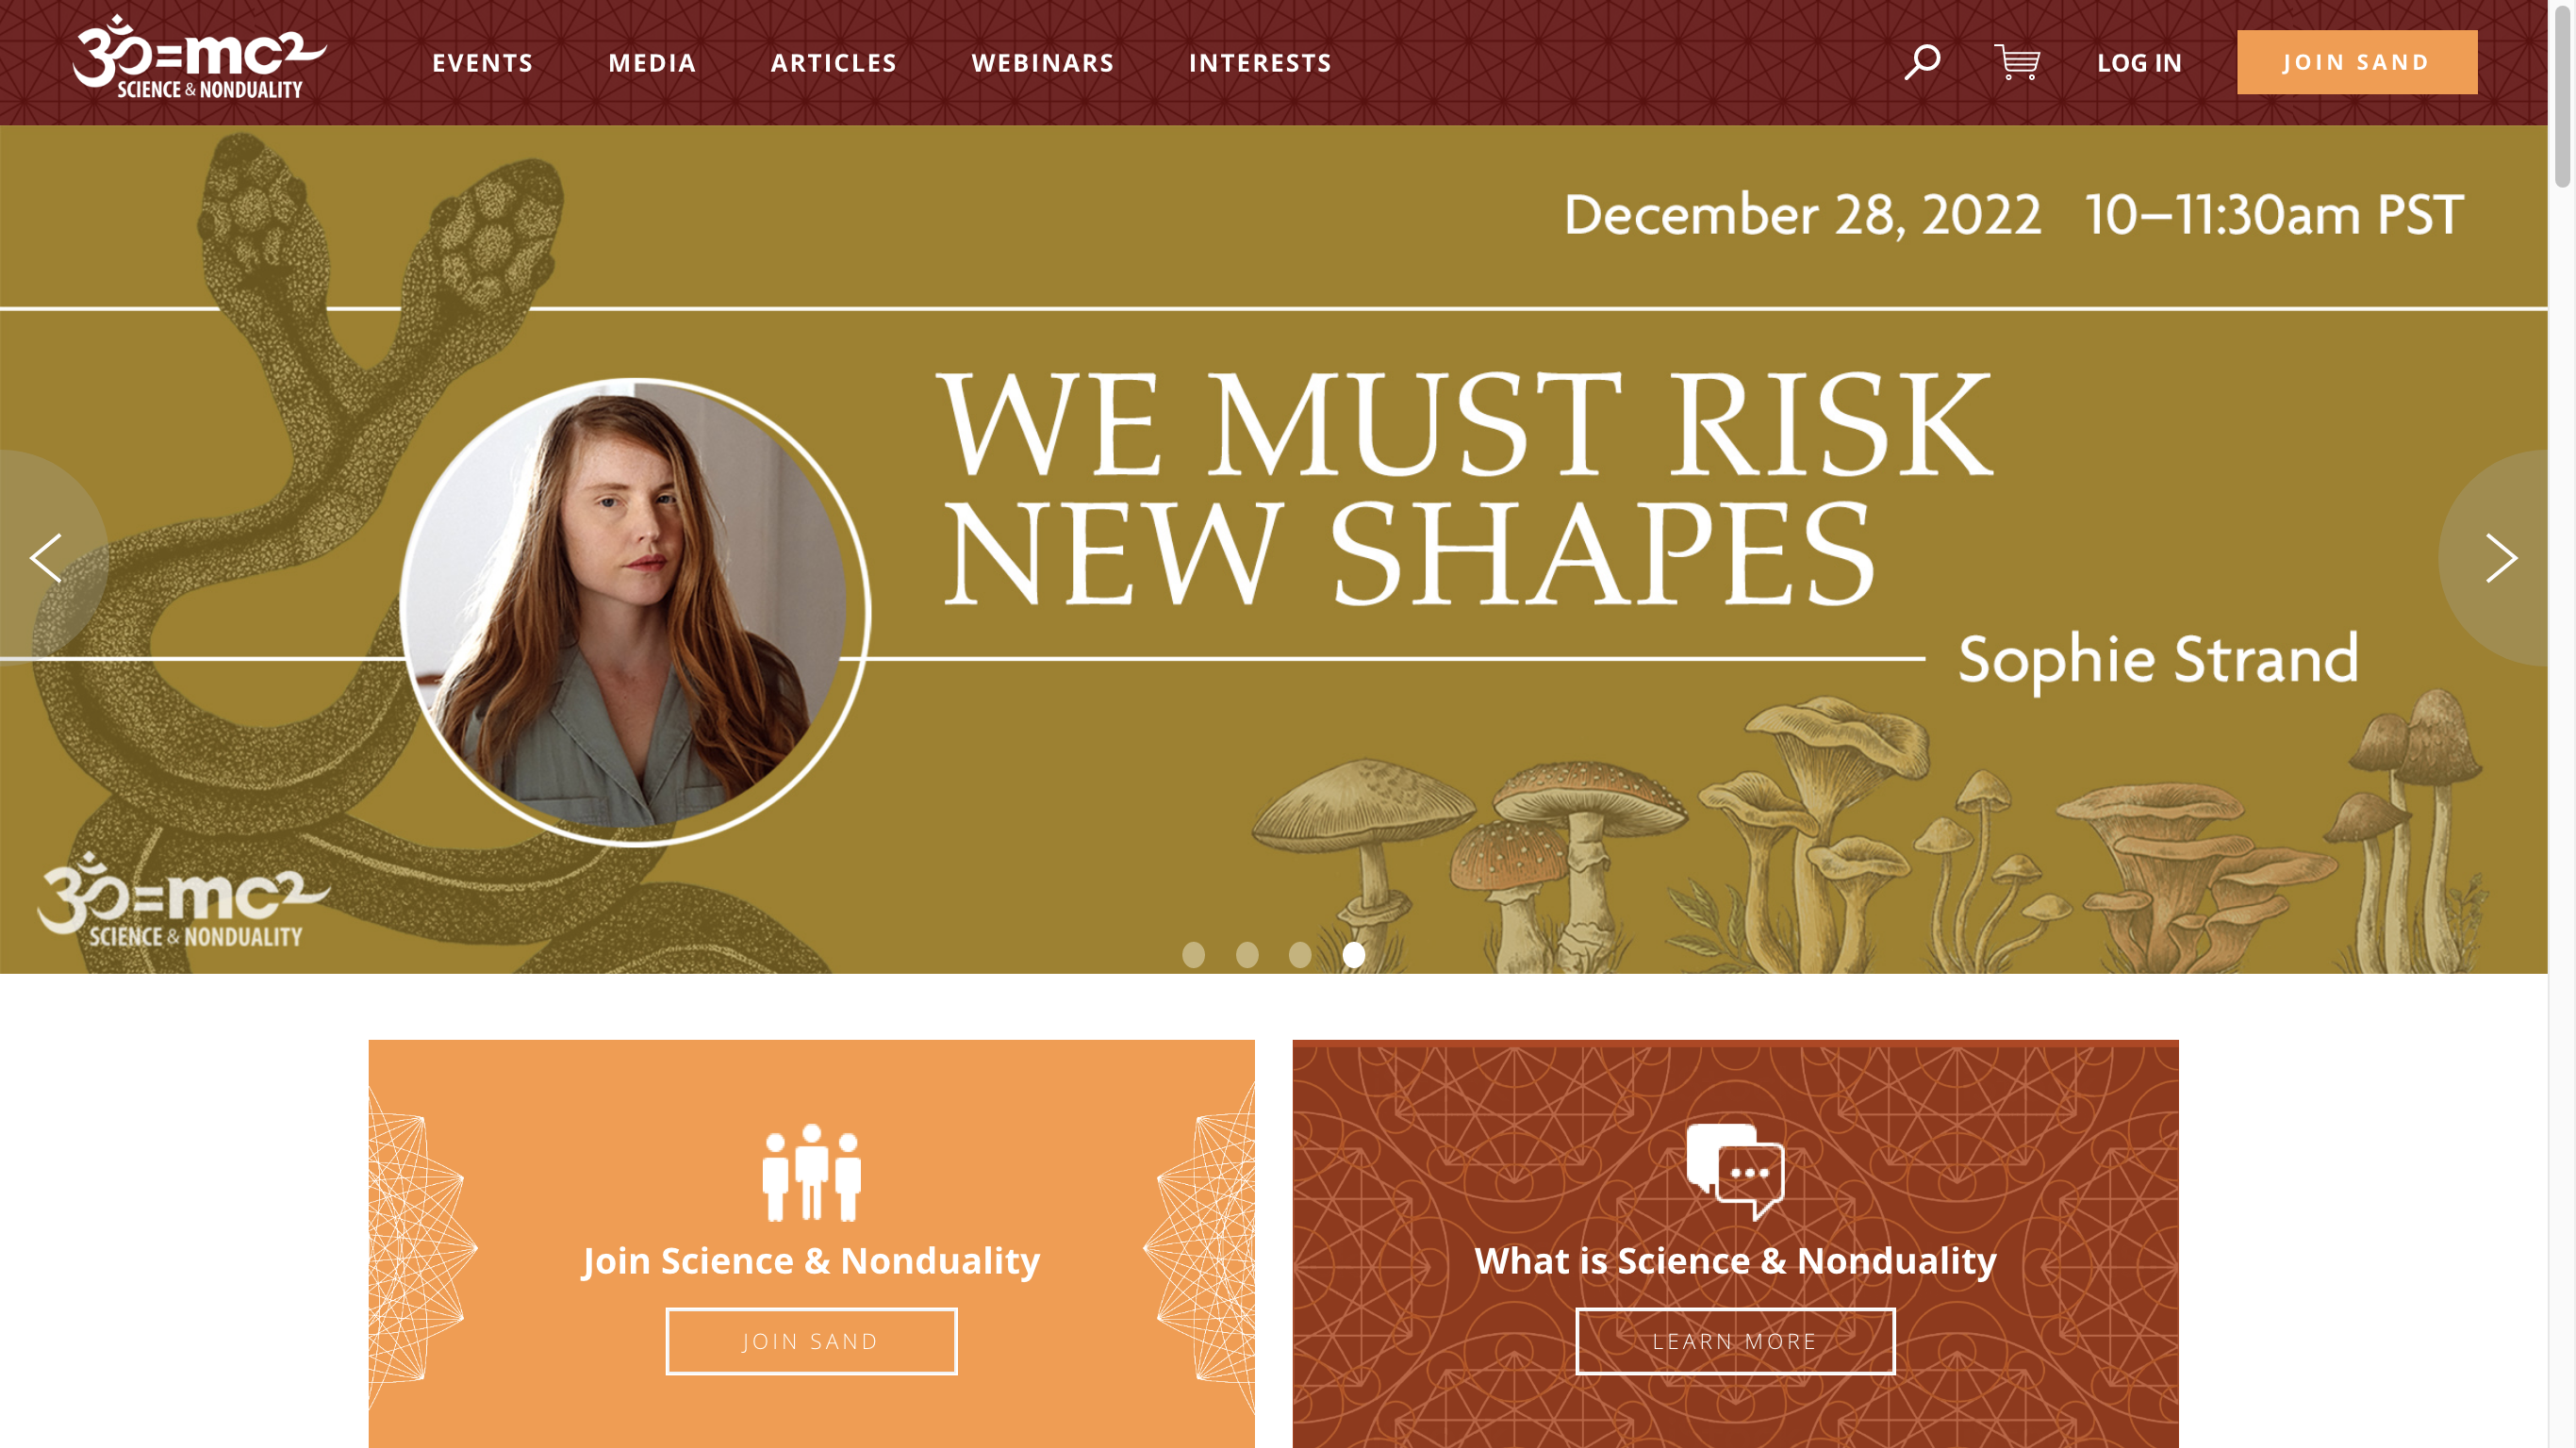 ॐ=mc2
SCIENCE & NONDUALITY
EVENTS
MEDIA
ARTICLES
WEBINARS
INTERESTS
LOG IN
JOIN SAND
December 28, 2022 10–11:30am PST
WE MUST RISK
NEW SHAPES
Sophie Strand
ॐ=mc2
SCIENCE & NONDUALITY
Join Science & Nonduality
JOIN SAND
What is Science & Nonduality
LEARN MORE